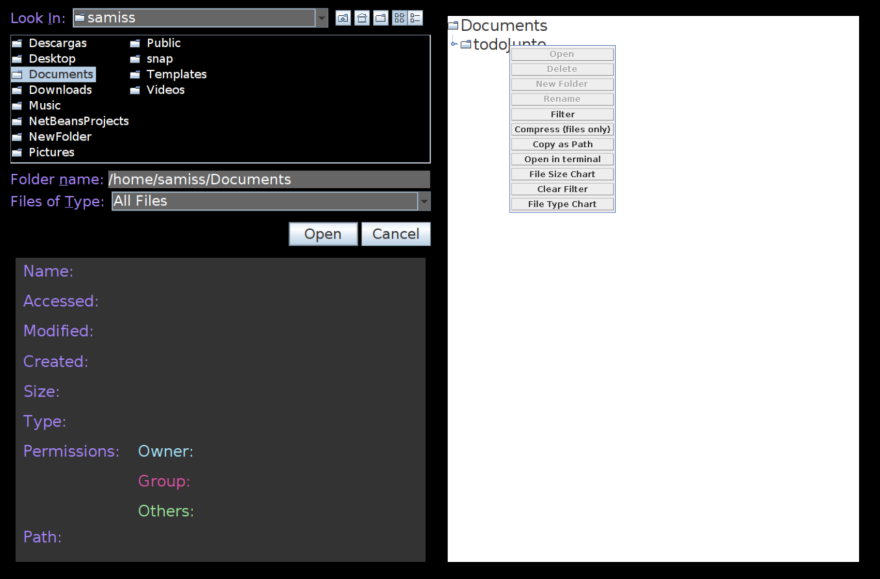 Look In: samiss
Descargas
Desktop
Documents
Downloads
Music
NetBeansProjects
NewFolder
Pictures
Public
snap
Templates
Videos
Folder name: /home/samiss/Documents
Files of Type: All Files
Open Cancel
Name:
Accessed:
Modified:
Created:
Size:
Type:
Permissions: Owner:
Group:
Others:
Path:
Documents
todoJunto
Open
Delete
New Folder
Rename
Filter
Compress (files only)
Copy as Path
Open in terminal
File Size Chart
Clear Filter
File Type Chart